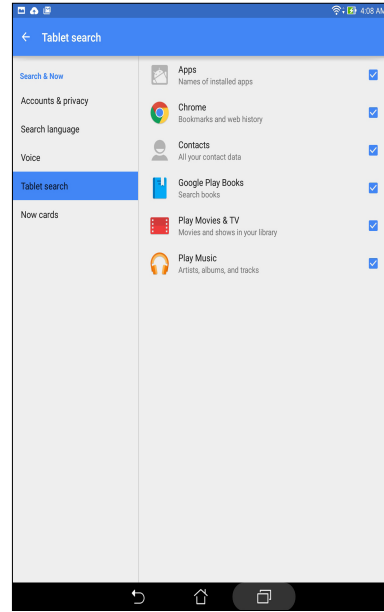 4:08 AM
Tablet search
Search & Now
Accounts & privacy
Search language
Voice
Tablet search
Now cards
Apps
Names of installed apps
Chrome
Bookmarks and web history
Contacts
All your contact data
Google Play Books
Search books
Play Movies & TV
Movies and shows in your library
Play Music
Artists, albums, and tracks